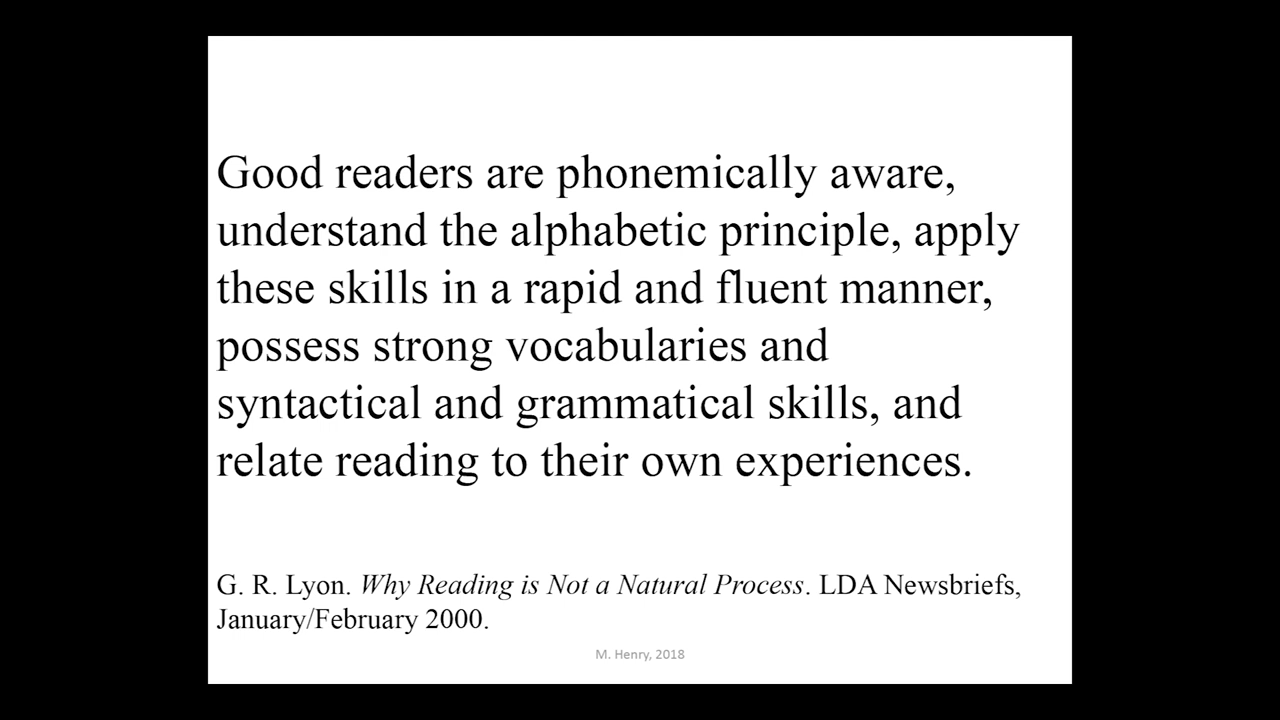 Good readers are phonemically aware,
understand the alphabetic principle, apply
these skills in a rapid and fluent manner,
possess strong vocabularies and
syntactical and grammatical skills, and
relate reading to their own experiences.
G. R. Lyon. Why Reading is Not a Natural Process. LDA Newsbriefs,
January/February 2000.
M. Henry, 2018